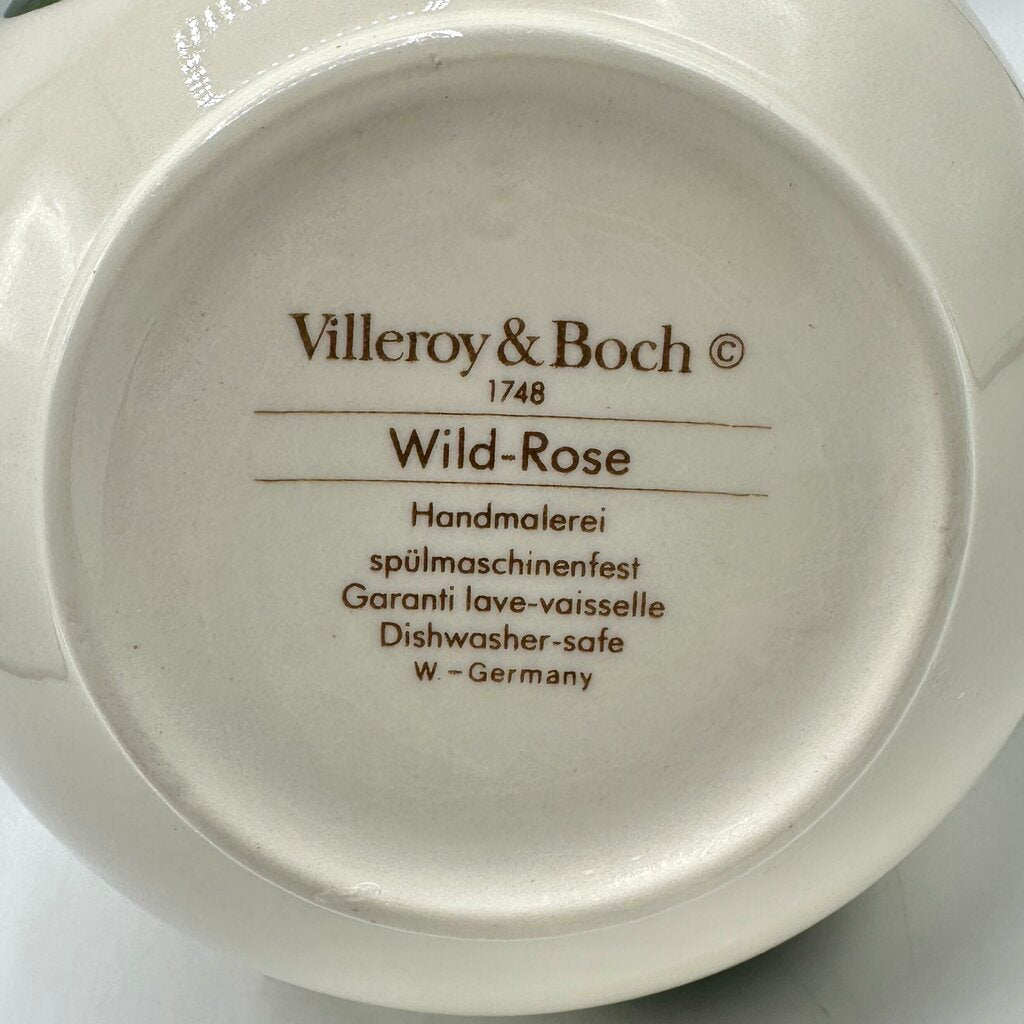 Villeroy & Boch ©
1748
Wild-Rose
Handmalerei
spülmaschinenfest
Garanti lave-vaisselle
Dishwasher-safe
W. - Germany